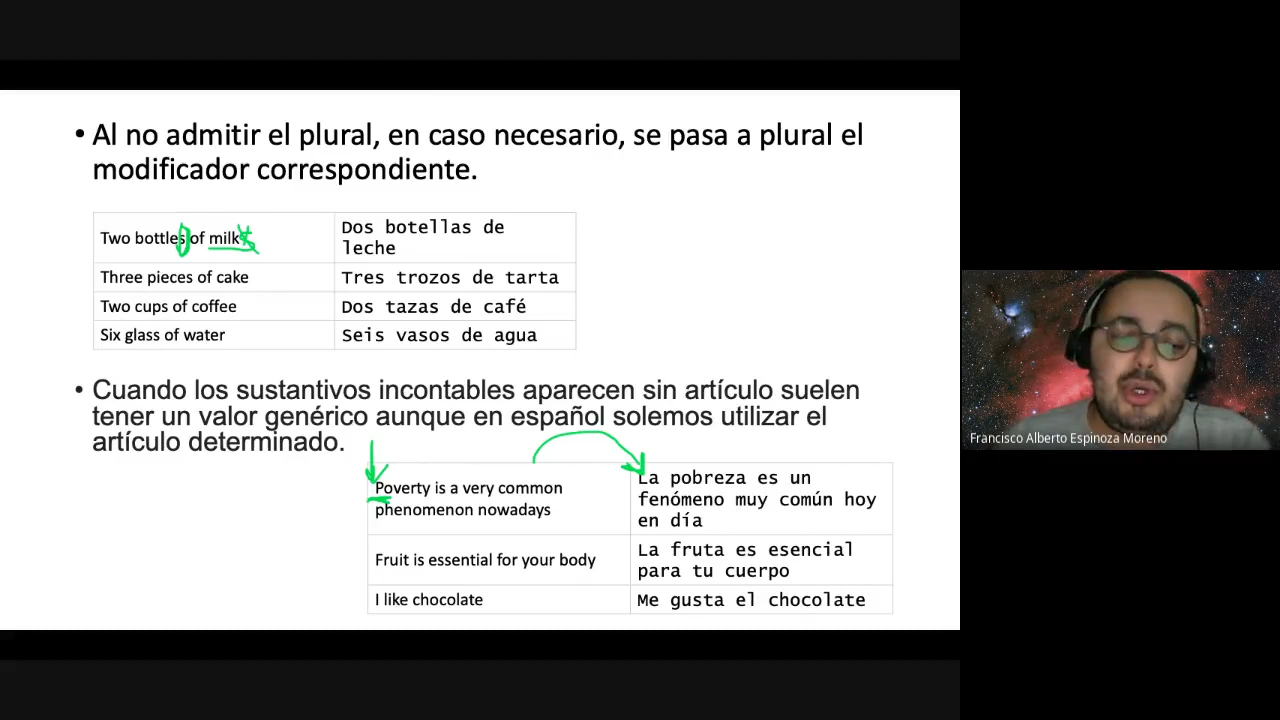 • Al no admitir el plural, en caso necesario, se pasa a plural el
modificador correspondiente.
Two bottles of milk
Dos botellas de
leche
Three pieces of cake
Tres trozos de tarta
Two cups of coffee
Dos tazas de café
Six glass of water
Seis vasos de agua
• Cuando los sustantivos incontables aparecen sin artículo suelen
tener un valor genérico aunque en español solemos utilizar el
artículo determinado.
Poverty is a very common
phenomenon nowadays
La pobreza es un
fenómeno muy común hoy
en día
Fruit is essential for your body
La fruta es esencial
para tu cuerpo
I like chocolate
Me gusta el chocolate
Francisco Alberto Espinoza Moreno